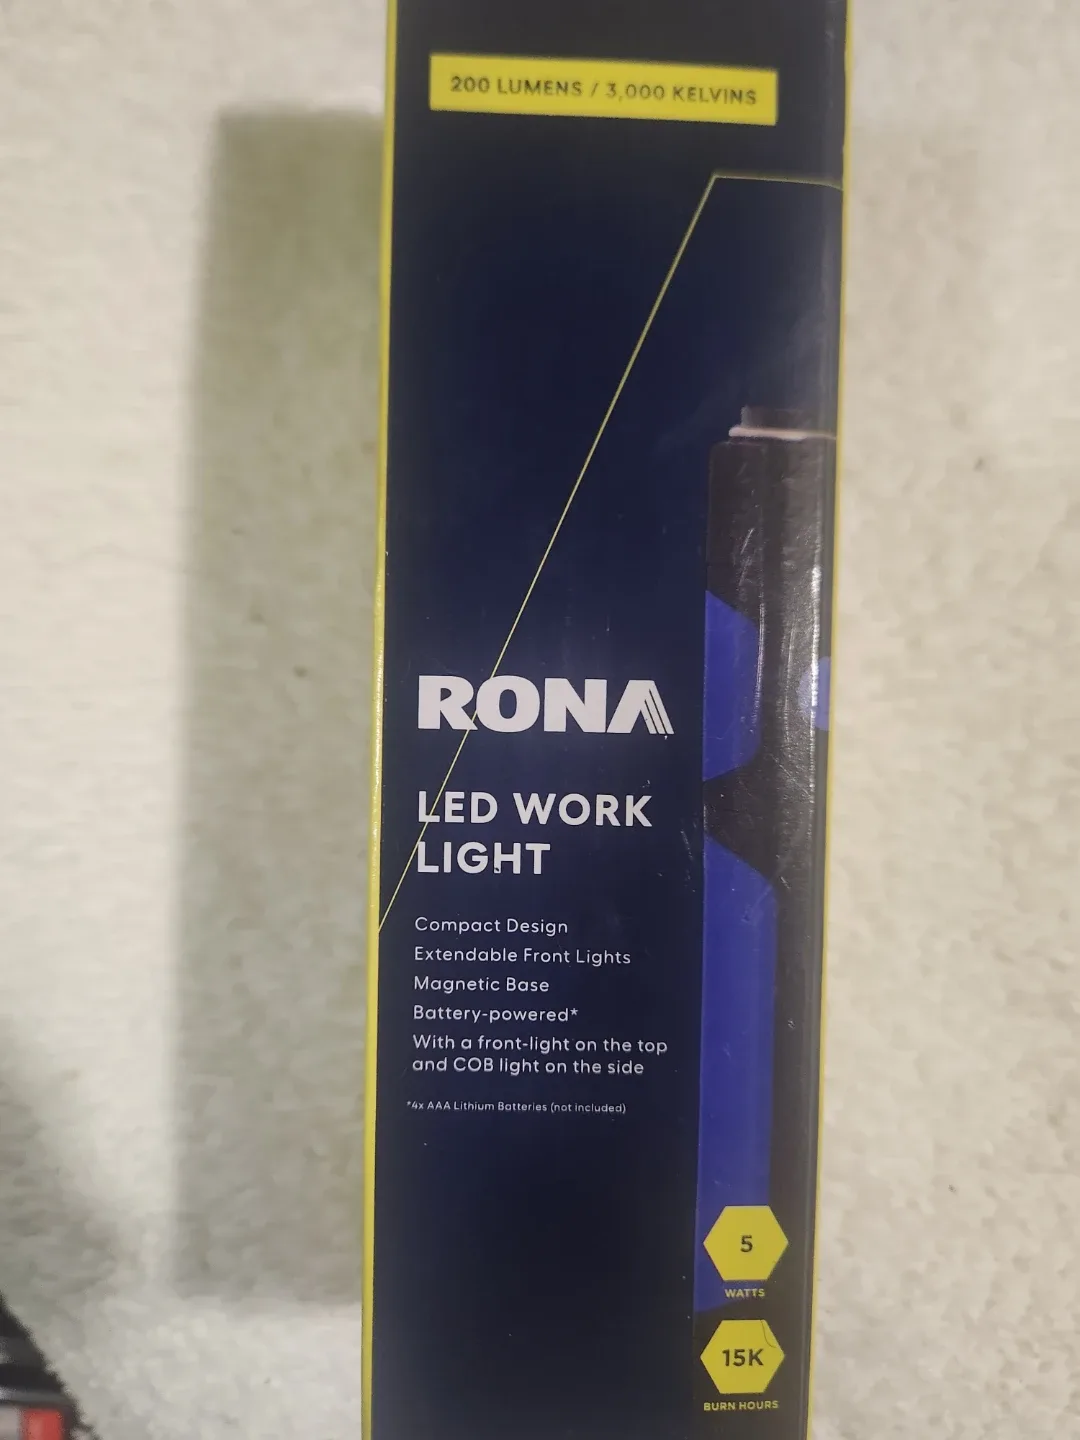 200 LUMENS / 3,000 KELVINS
RONA
LED WORK
LIGHT
Compact Design
Extendable Front Lights
Magnetic Base
Battery-powered*
With a front-light on the top
and COB light on the side
*4x AAA Lithium Batteries (not included)
5
WATTS
15K
BURN HOURS